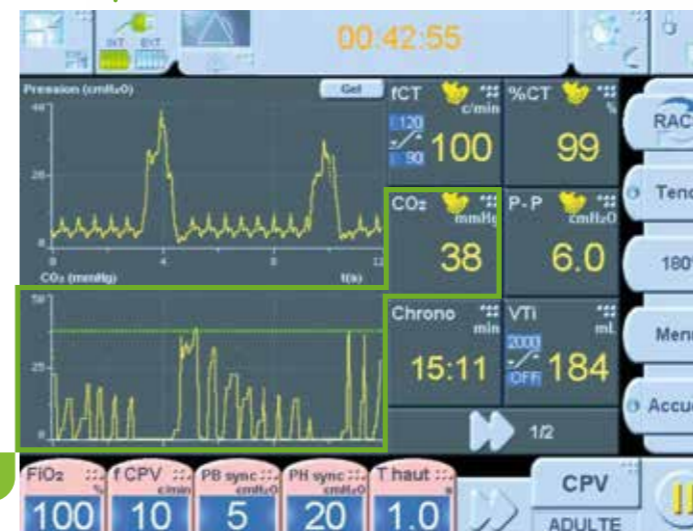 INT EXT
00:42:55
Pression (cmH₂O)
Gel
40
20
0
0 4 8 12
CO₂ (mmHg) t(s)
50
25
0
fCT
c/min
120
90
100
%CT
%
99
CO₂
mmHg
38
P-P
cmH₂O
6.0
Chrono
min
15:11
VTi
mL
2000
OFF
184
1/2
RAC
Tend
180°
Menu
Accue
FiO₂
%
100
f CPV
c/min
10
PB sync
cmH₂O
5
PH sync
cmH₂O
20
T haut
s
1.0
CPV
ADULTE